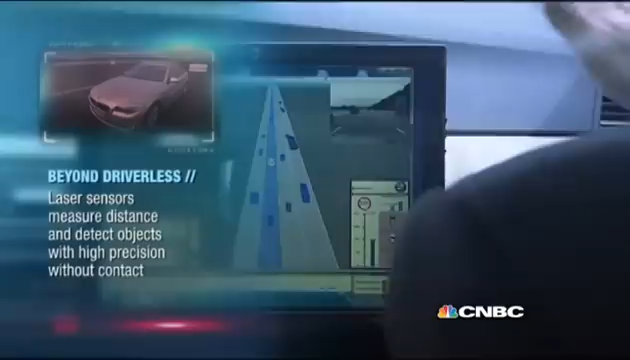 BEYOND DRIVERLESS //
Laser sensors
measure distance
and detect objects
with high precision
without contact
CNBC